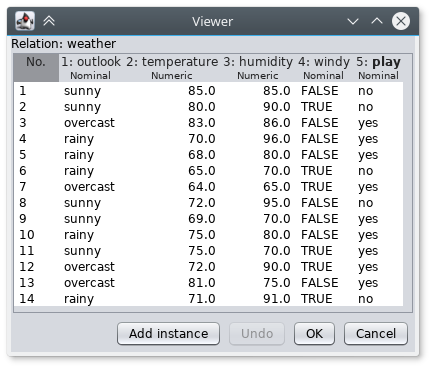 Viewer
Relation: weather
No. 1: outlook 2: temperature 3: humidity 4: windy 5: play
Nominal Numeric Numeric Nominal Nominal
1 sunny 85.0 85.0 FALSE no
2 sunny 80.0 90.0 TRUE no
3 overcast 83.0 86.0 FALSE yes
4 rainy 70.0 96.0 FALSE yes
5 rainy 68.0 80.0 FALSE yes
6 rainy 65.0 70.0 TRUE no
7 overcast 64.0 65.0 TRUE yes
8 sunny 72.0 95.0 FALSE no
9 sunny 69.0 70.0 FALSE yes
10 rainy 75.0 80.0 FALSE yes
11 sunny 75.0 70.0 TRUE yes
12 overcast 72.0 90.0 TRUE yes
13 overcast 81.0 75.0 FALSE yes
14 rainy 71.0 91.0 TRUE no
Add instance Undo OK Cancel